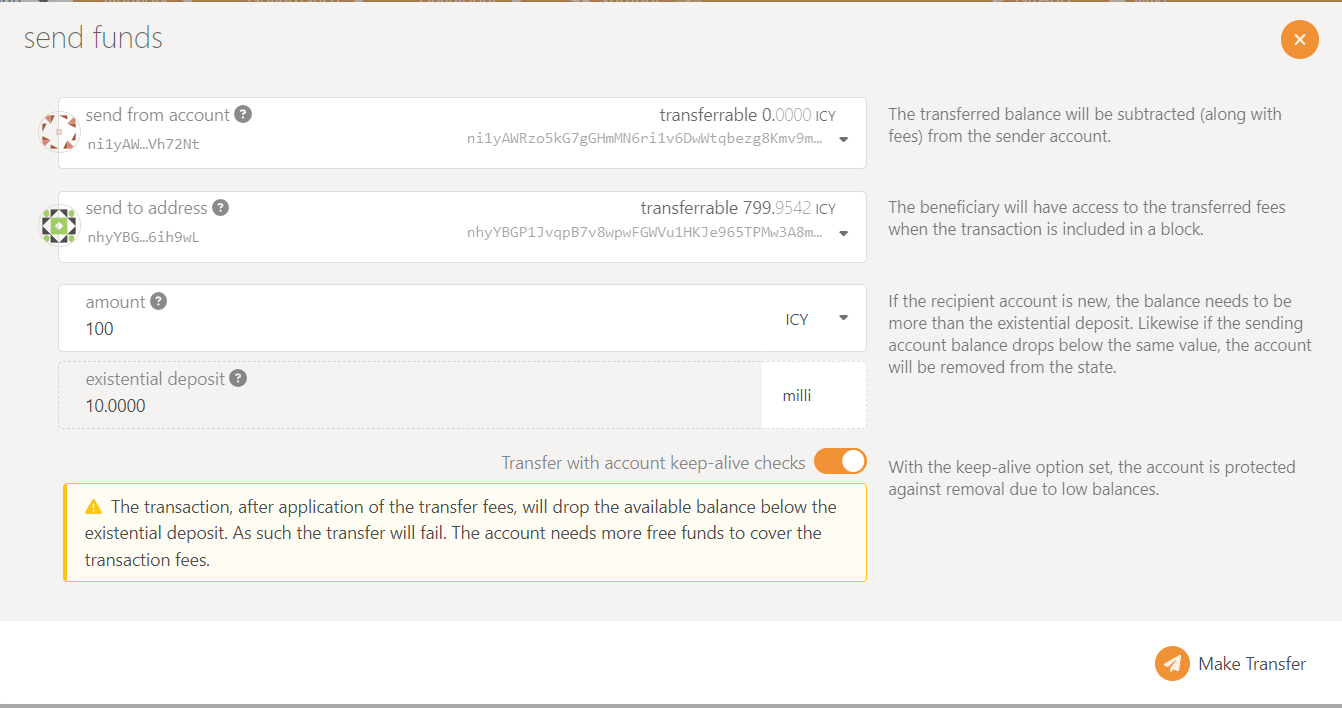 send funds
send from account
transferrable 0.0000 ICY
ni1yAW…Vh72Nt
ni1yAWRzo5kG7gGHmMN6ri1v6DwWtqbezg8Kmv9m…
The transferred balance will be subtracted (along with
fees) from the sender account.
send to address
transferrable 799.9542 ICY
nhyYBG…6ih9wL
nhyYBGP1JvqpB7v8wpwFGWVu1HKJe965TPMw3A8m…
The beneficiary will have access to the transferred fees
when the transaction is included in a block.
amount
100
ICY
If the recipient account is new, the balance needs to be
more than the existential deposit. Likewise if the sending
account balance drops below the same value, the account
will be removed from the state.
existential deposit
10.0000
milli
Transfer with account keep-alive checks
With the keep-alive option set, the account is protected
against removal due to low balances.
The transaction, after application of the transfer fees, will drop the available balance below the
existential deposit. As such the transfer will fail. The account needs more free funds to cover the
transaction fees.
Make Transfer